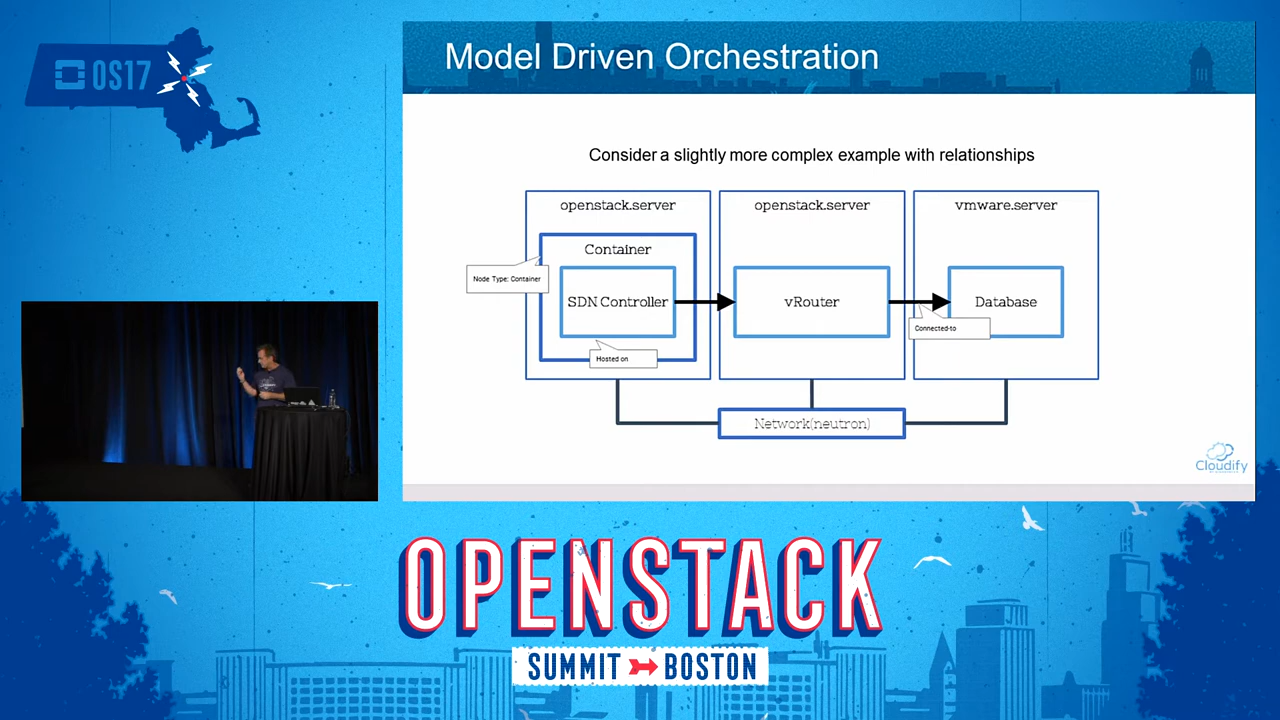 OS17
Model Driven Orchestration
Consider a slightly more complex example with relationships
openstack.server
openstack.server
vmware.server
Container
Node Type: Container
SDN Controller
vRouter
Database
Connected-to
Hosted on
Network(neutron)
Cloudify
OPENSTACK
SUMMIT BOSTON